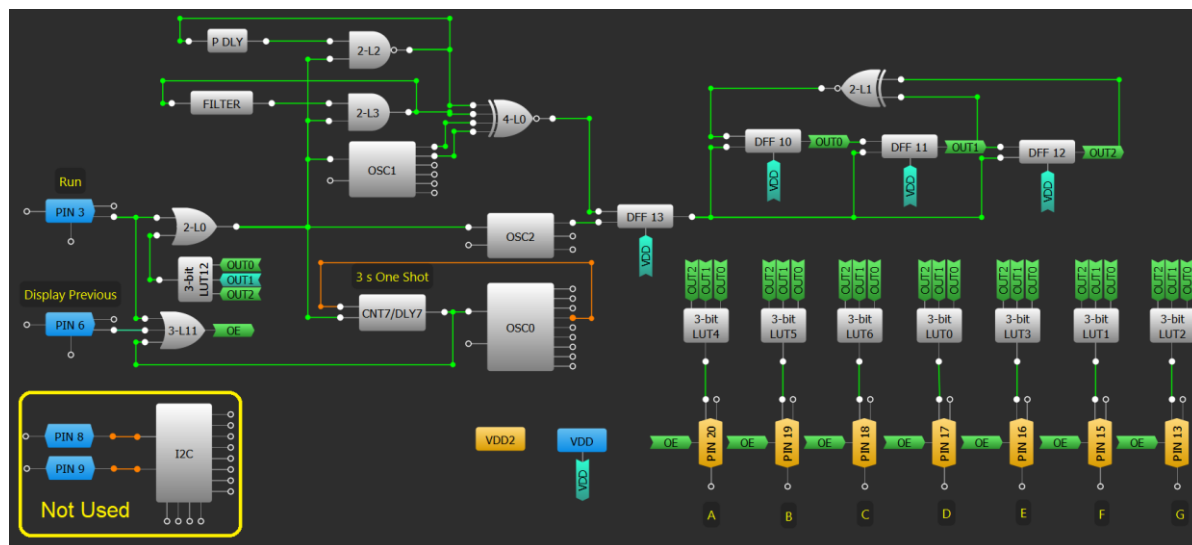 P DLY
2-L2
FILTER
2-L3
4-L0
OSC1
2-L1
DFF 10
OUT0
DFF 11
OUT1
DFF 12
OUT2
VDD
VDD
VDD
Run
PIN 3
2-L0
OSC2
DFF 13
VDD
3-bit
LUT12
OUT0
OUT1
OUT2
3 s One Shot
CNT7/DLY7
OSC0
Display Previous
PIN 6
3-L11
OE
OUT2
OUT1
OUT0
OUT2
OUT1
OUT0
OUT2
OUT1
OUT0
OUT2
OUT1
OUT0
OUT2
OUT1
OUT0
OUT2
OUT1
OUT0
OUT2
OUT1
OUT0
3-bit
LUT4
3-bit
LUT5
3-bit
LUT6
3-bit
LUT0
3-bit
LUT3
3-bit
LUT1
3-bit
LUT2
PIN 8
PIN 9
I2C
Not Used
VDD2
VDD
VDD
OE
PIN 20
OE
PIN 19
OE
PIN 18
OE
PIN 17
OE
PIN 16
OE
PIN 15
OE
PIN 13
A
B
C
D
E
F
G